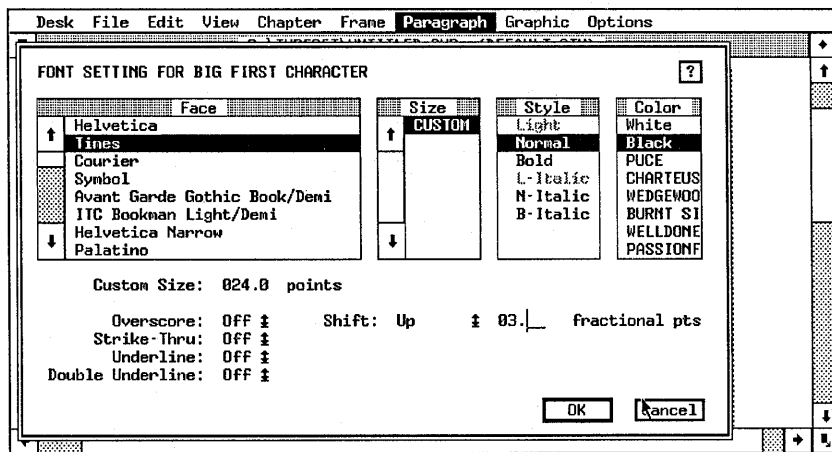 Desk File Edit View Chapter Frame Paragraph Graphic Options
FONT SETTING FOR BIG FIRST CHARACTER
?
Face
Helvetica
Tines
Courier
Symbol
Avant Garde Gothic Book/Demi
ITC Bookman Light/Demi
Helvetica Narrow
Palatino
Size
CUSTOM
Style
Light
Normal
Bold
L-Italic
N-Italic
B-Italic
Color
White
Black
PUCE
CHARTEUS
WEDGEWOO
BURNT SI
WELLDONE
PASSIONF
Custom Size: 024.0 points
Overscore: Off Shift: Up 03.__ fractional pts
Strike-Thru: Off
Underline: Off
Double Underline: Off
OK Cancel